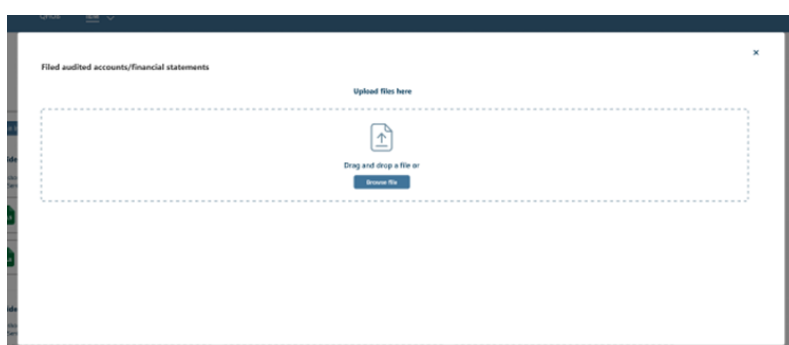 Filed audited accounts/financial statements
Upload files here
Drag and drop a file or
Browse file